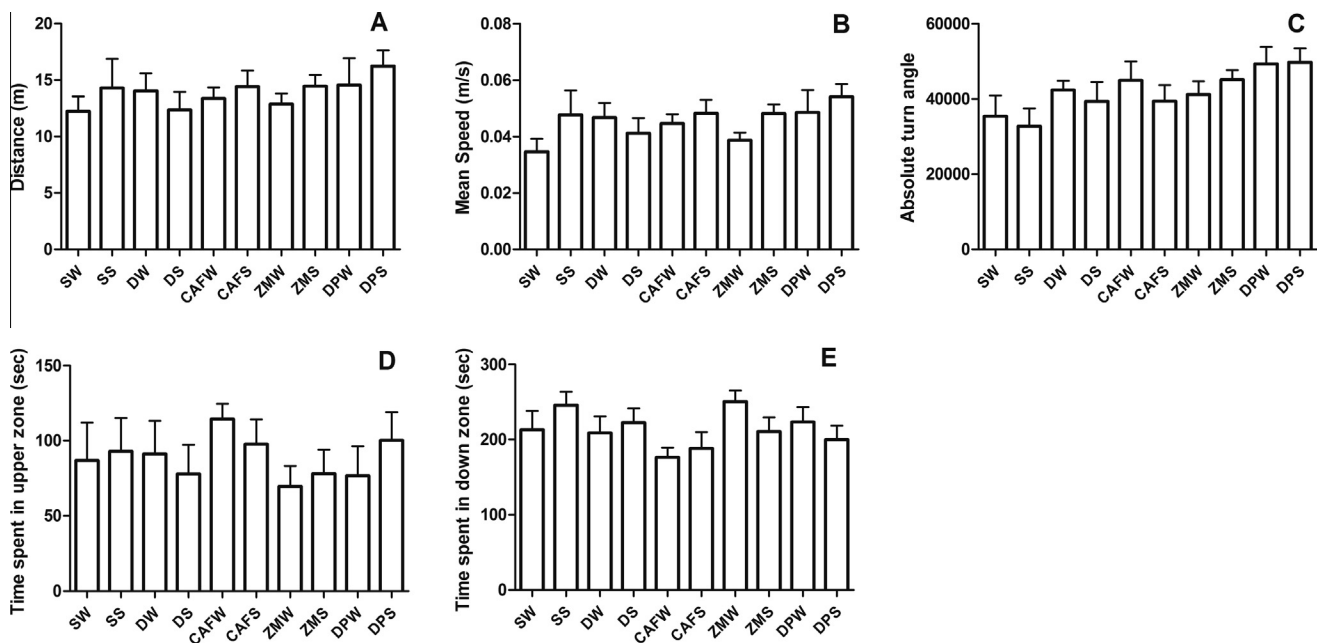 A
Distance (m)
20
15
10
5
0
SW SS DW DS CAFW CAFS ZMW ZMS DPW DPS
B
Mean Speed (m/s)
0.08
0.06
0.04
0.02
0.00
SW SS DW DS CAFW CAFS ZMW ZMS DPW DPS
C
Absolute turn angle
60000
40000
20000
0
SW SS DW DS CAFW CAFS ZMW ZMS DPW DPS
D
Time spent in upper zone (sec)
150
100
50
0
SW SS DW DS CAFW CAFS ZMW ZMS DPW DPS
E
Time spent in down zone (sec)
300
200
100
0
SW SS DW DS CAFW CAFS ZMW ZMS DPW DPS